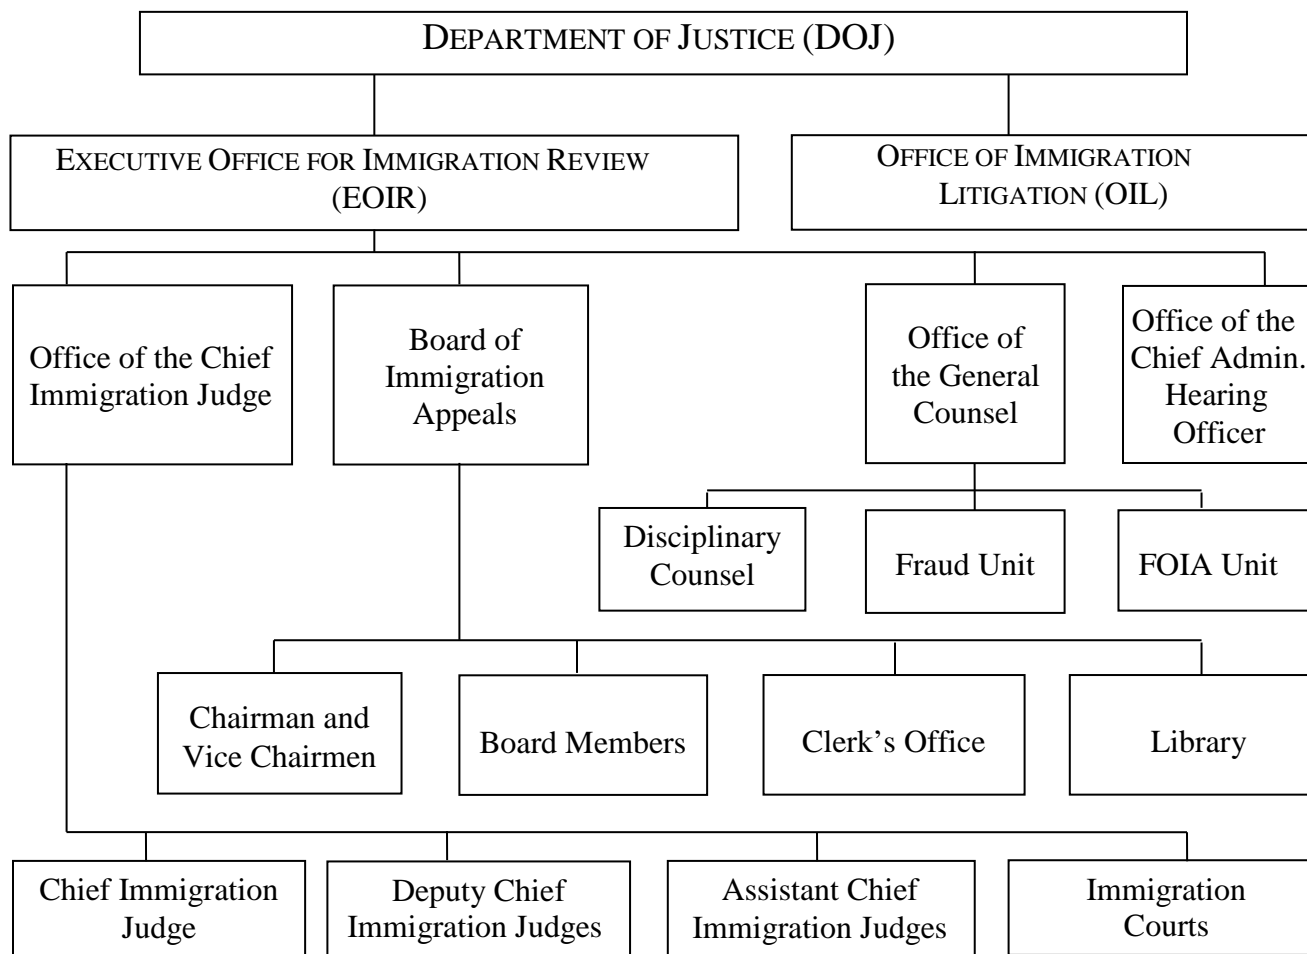 DEPARTMENT OF JUSTICE (DOJ)
EXECUTIVE OFFICE FOR IMMIGRATION REVIEW
(EOIR)
OFFICE OF IMMIGRATION
LITIGATION (OIL)
Office of the Chief
Immigration Judge
Board of
Immigration
Appeals
Office of
the General
Counsel
Office of the
Chief Admin.
Hearing
Officer
Disciplinary
Counsel
Fraud Unit
FOIA Unit
Chairman and
Vice Chairmen
Board Members
Clerk’s Office
Library
Chief Immigration
Judge
Deputy Chief
Immigration Judges
Assistant Chief
Immigration Judges
Immigration
Courts